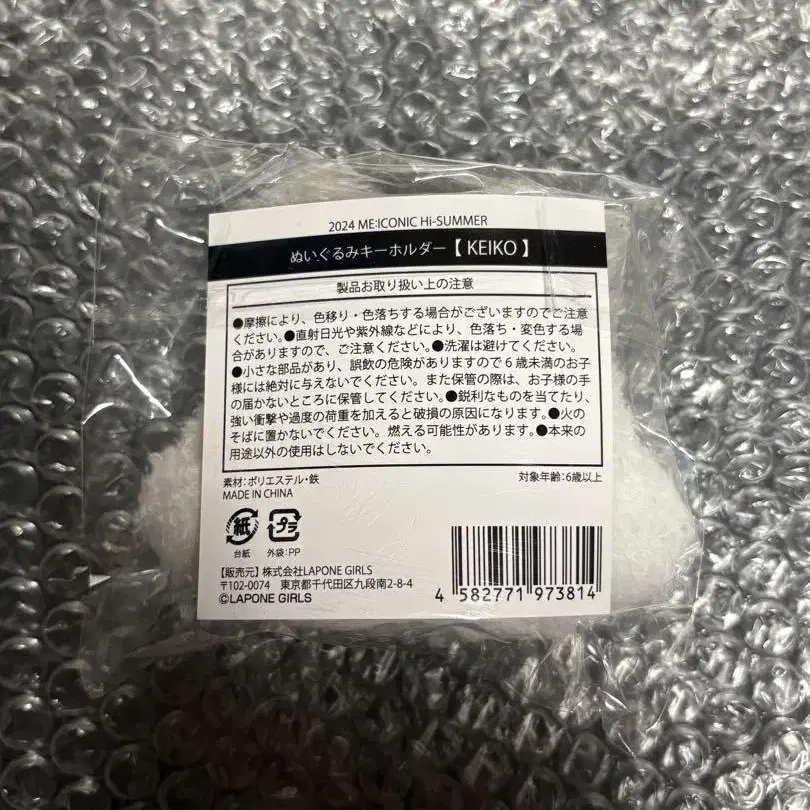 2024 ME:ICONIC Hi-SUMMER
ぬいぐるみキーホルダー【 KEIKO 】
製品お取り扱い上の注意
●摩擦により、色移り・色落ちする場合がございますのでご注意
ください。●直射日光や紫外線などにより、色落ち・変色する場
合がありますので、ご注意ください。●洗濯は避けてください。
●小さな部品があり、誤飲の危険がありますので６歳未満のお子
様には絶対に与えないでください。また保管の際は、お子様の手
の届かないところに保管してください。●鋭利なものを当てたり、
強い衝撃や過度の荷重を加えると破損の原因になります。●火の
そばに置かないでください。燃える可能性があります。●本来の
用途以外の使用はしないでください。
素材:ポリエステル・鉄
対象年齢:6歳以上
MADE IN CHINA
紙 プラ
台紙 外袋:PP
【販売元】株式会社LAPONE GIRLS
〒102-0074 東京都千代田区九段南2-8-4
©LAPONE GIRLS
4 582771 973814